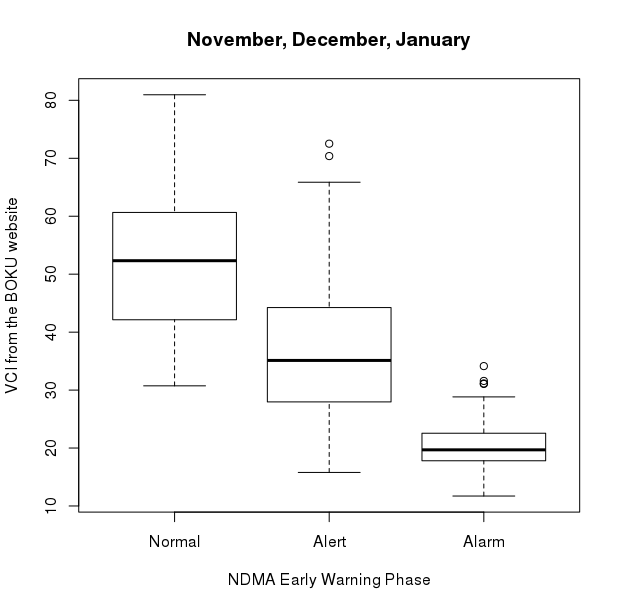 November, December, January
VCI from the BOKU website
80
70
60
50
40
30
20
10
Normal Alert Alarm
NDMA Early Warning Phase